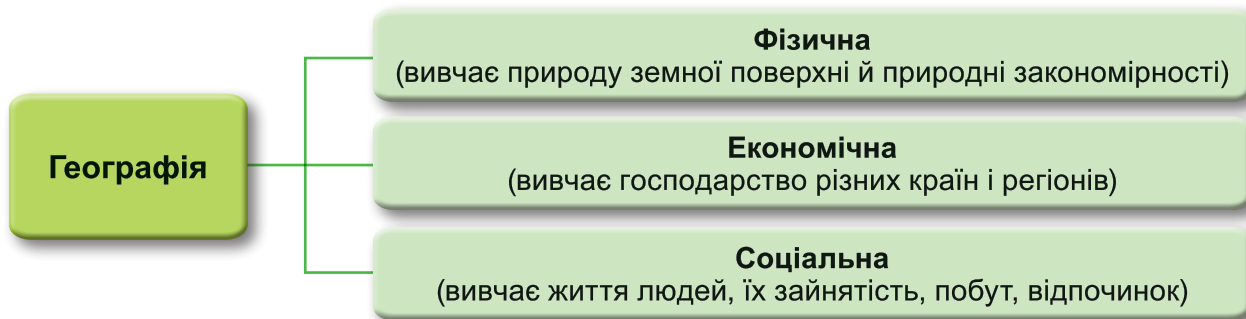 Географія
Фізична
(вивчає природу земної поверхні й природні закономірності)
Економічна
(вивчає господарство різних країн і регіонів)
Соціальна
(вивчає життя людей, їх зайнятість, побут, відпочинок)